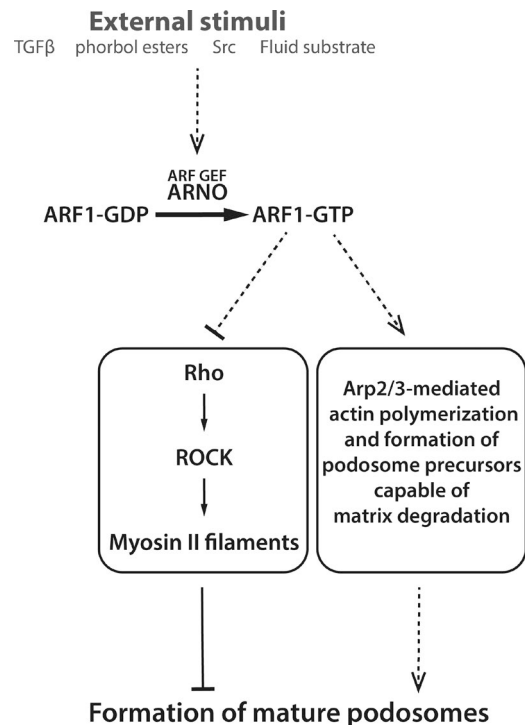 External stimuli
TGFβ phorbol esters Src Fluid substrate
ARF GEF
ARNO
ARF1-GDP ARF1-GTP
Rho
ROCK
Myosin II filaments
Arp2/3-mediated
actin polymerization
and formation of
podosome precursors
capable of
matrix degradation
Formation of mature podosomes